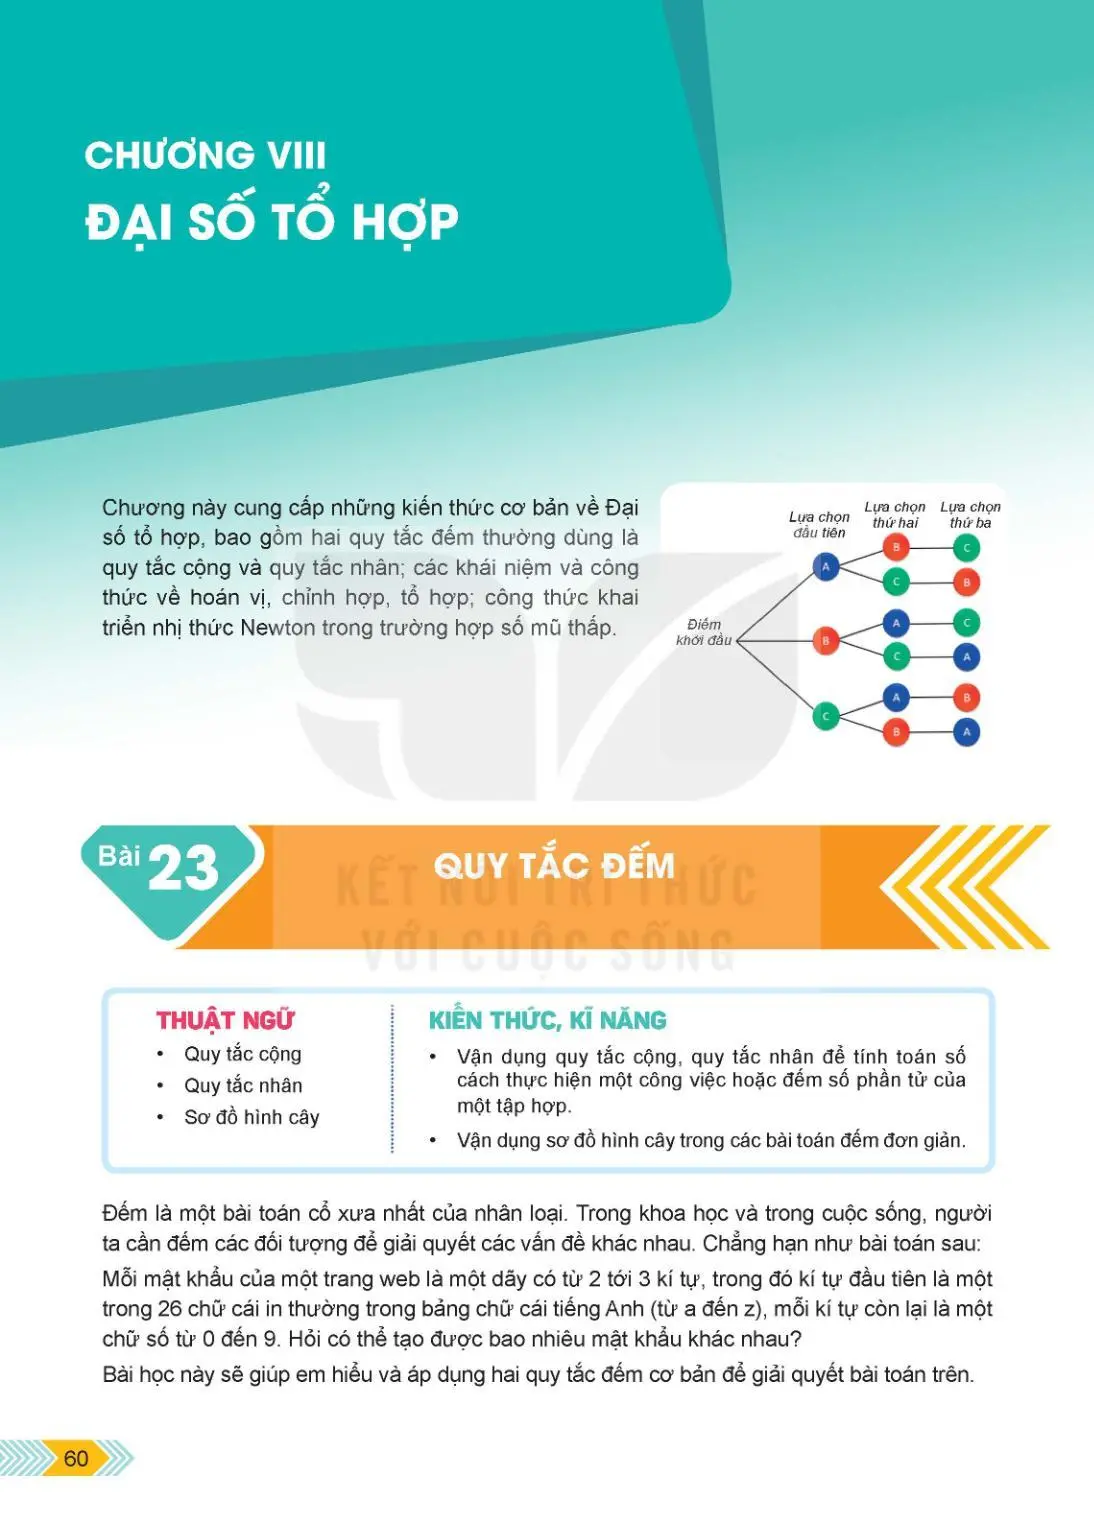 CHƯƠNG VIII
ĐẠI SỐ TỔ HỢP
Chương này cung cấp những kiến thức cơ bản về Đại
số tổ hợp, bao gồm hai quy tắc đếm thường dùng là
quy tắc cộng và quy tắc nhân; các khái niệm và công
thức về hoán vị, chỉnh hợp, tổ hợp; công thức khai
triển nhị thức Newton trong trường hợp số mũ thấp.
Lựa chọn
đầu tiên
Lựa chọn
thứ hai
Lựa chọn
thứ ba
Điểm
khởi đầu
A
B
C
C
B
B
A
C
C
A
C
A
B
B
A
Bài 23
QUY TẮC ĐẾM
KẾT NỐI TRI THỨC
VỚI CUỘC SỐNG
THUẬT NGỮ
• Quy tắc cộng
• Quy tắc nhân
• Sơ đồ hình cây
KIẾN THỨC, KĨ NĂNG
• Vận dụng quy tắc cộng, quy tắc nhân để tính toán số
cách thực hiện một công việc hoặc đếm số phần tử của
một tập hợp.
• Vận dụng sơ đồ hình cây trong các bài toán đếm đơn giản.
Đếm là một bài toán cổ xưa nhất của nhân loại. Trong khoa học và trong cuộc sống, người
ta cần đếm các đối tượng để giải quyết các vấn đề khác nhau. Chẳng hạn như bài toán sau:
Mỗi mật khẩu của một trang web là một dãy có từ 2 tới 3 kí tự, trong đó kí tự đầu tiên là một
trong 26 chữ cái in thường trong bảng chữ cái tiếng Anh (từ a đến z), mỗi kí tự còn lại là một
chữ số từ 0 đến 9. Hỏi có thể tạo được bao nhiêu mật khẩu khác nhau?
Bài học này sẽ giúp em hiểu và áp dụng hai quy tắc đếm cơ bản để giải quyết bài toán trên.
60